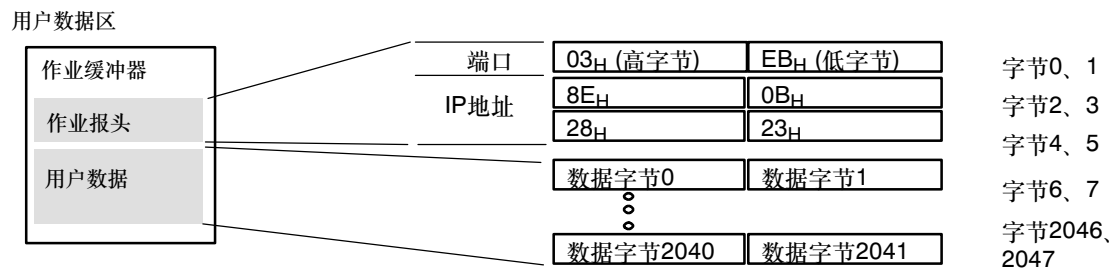 用户数据区
作业缓冲器
作业报头
用户数据
端口 03H (高字节) EBH (低字节) 字节0、1
IP地址 8EH 0BH 字节2、3
28H 23H 字节4、5
数据字节0 数据字节1 字节6、7
数据字节2040 数据字节2041 字节2046、
2047